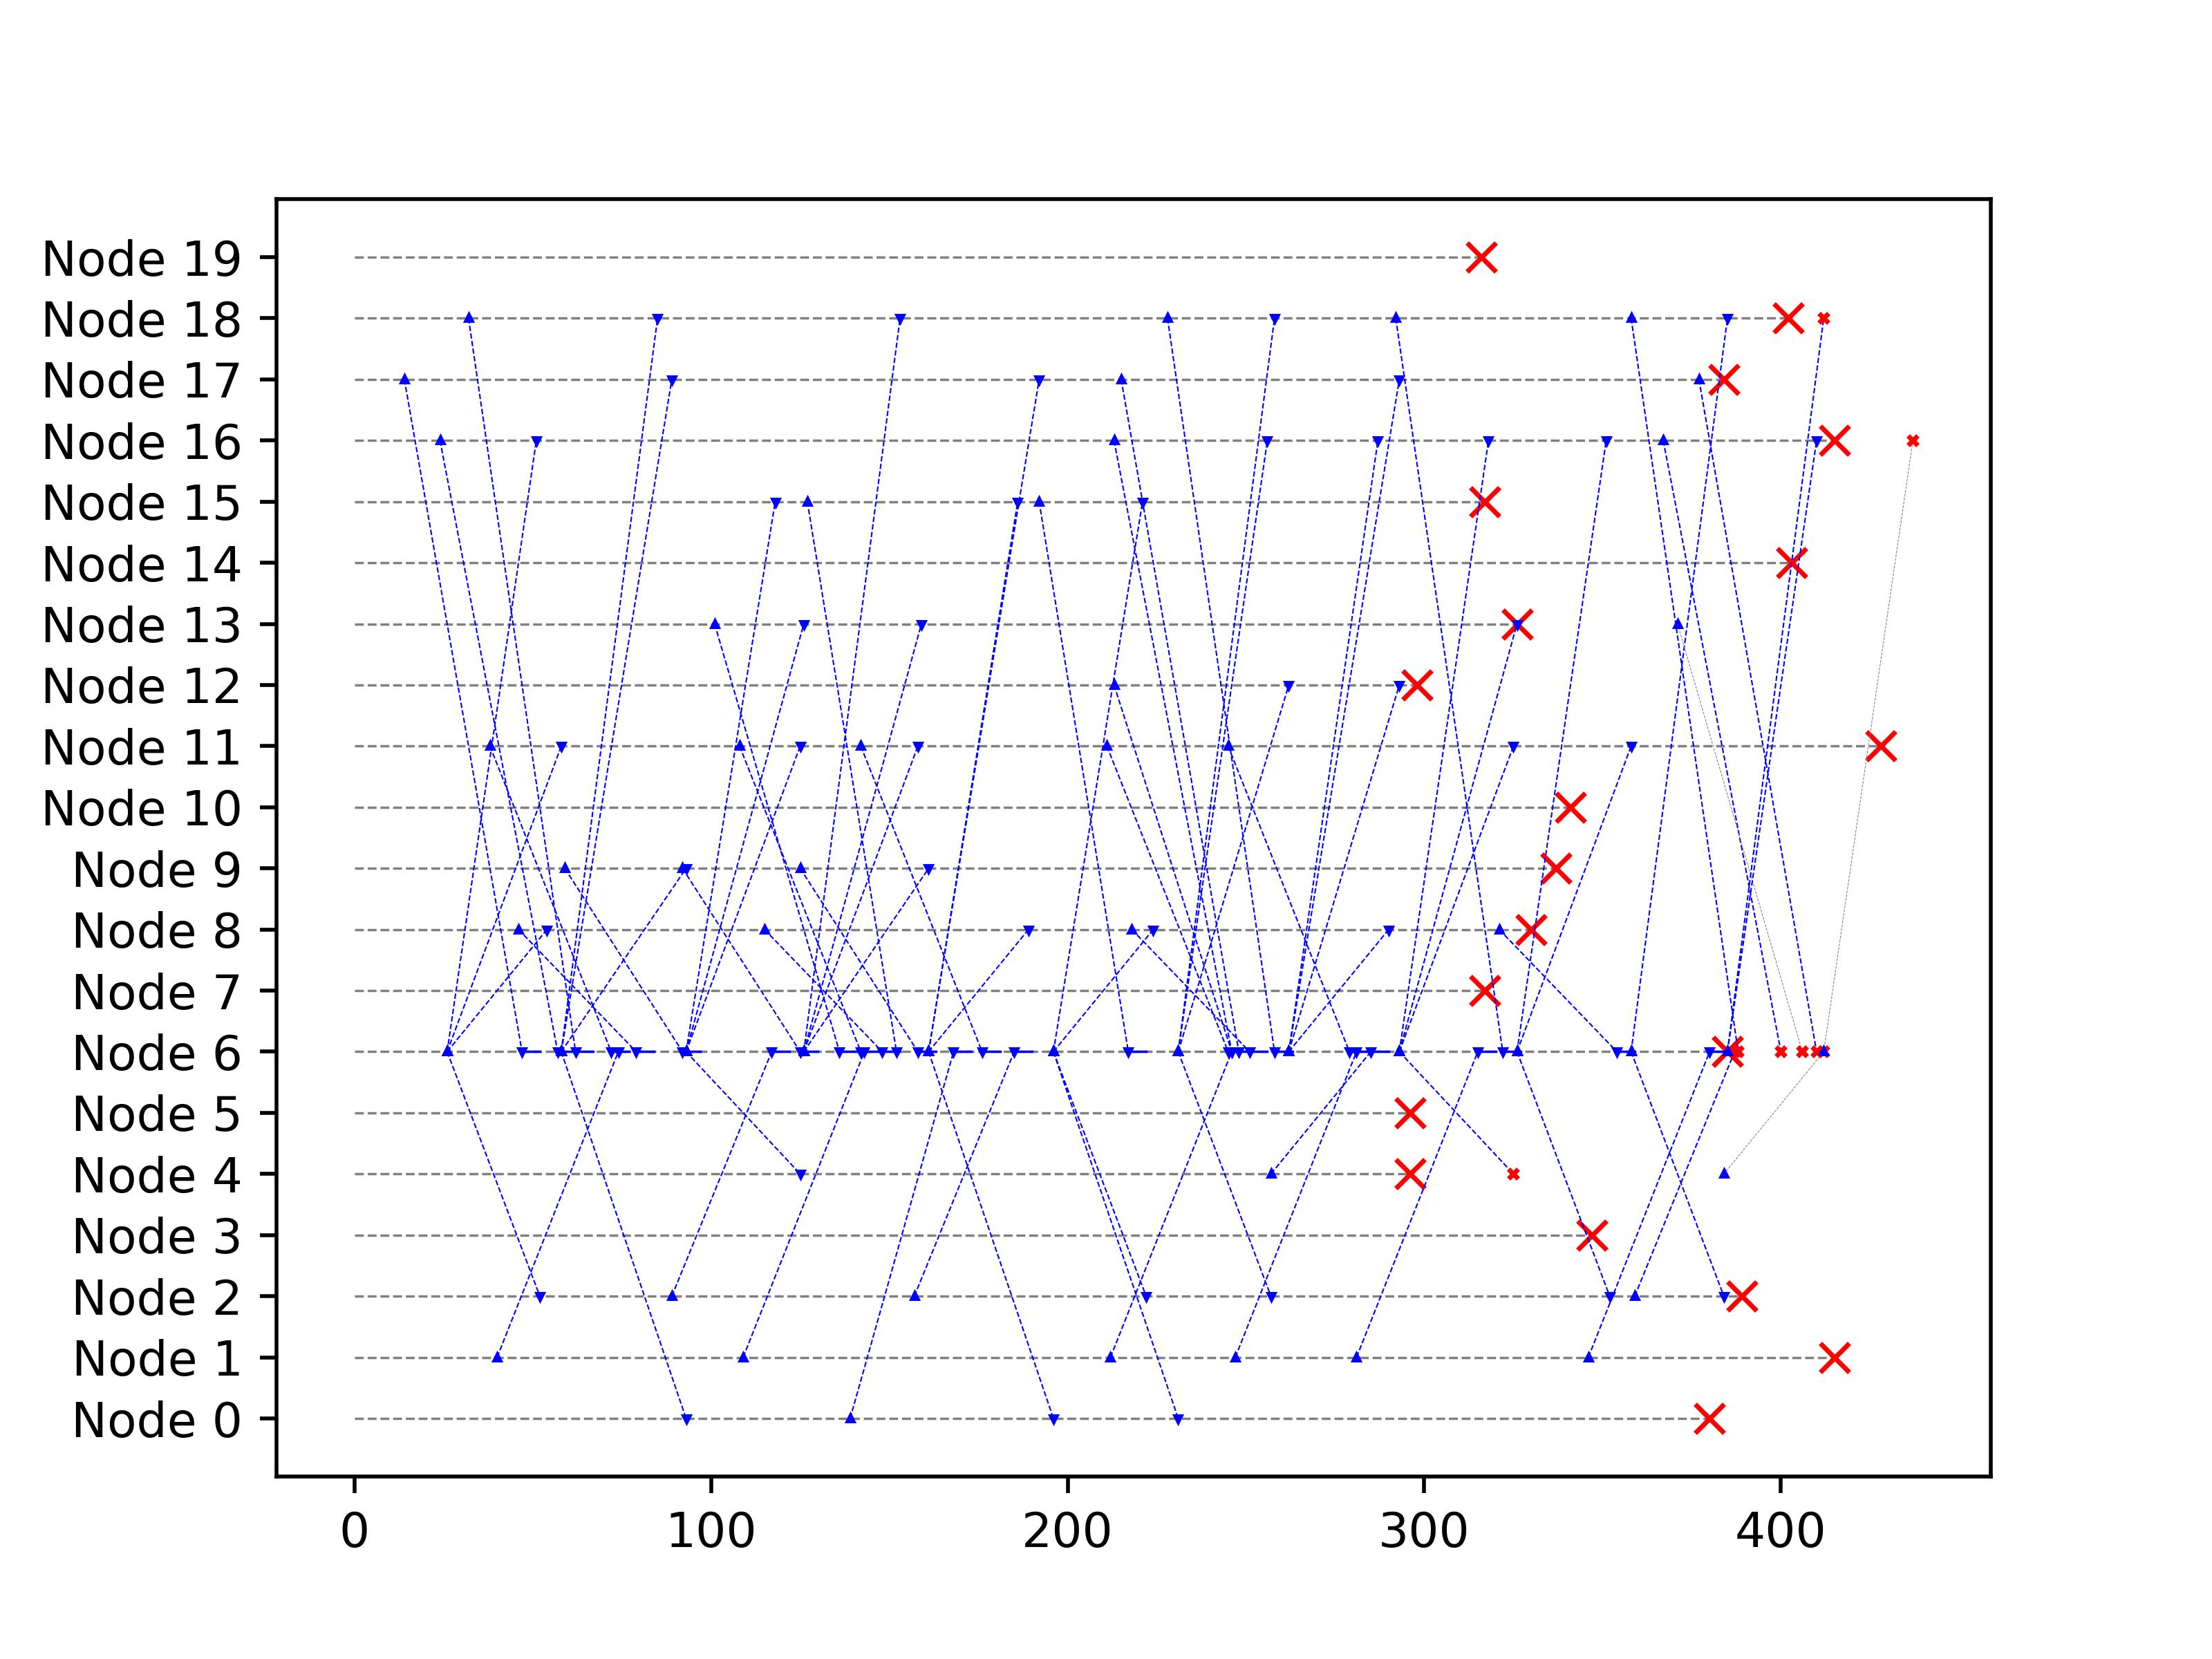 Node 19
Node 18
Node 17
Node 16
Node 15
Node 14
Node 13
Node 12
Node 11
Node 10
Node 9
Node 8
Node 7
Node 6
Node 5
Node 4
Node 3
Node 2
Node 1
Node 0
0 100 200 300 400